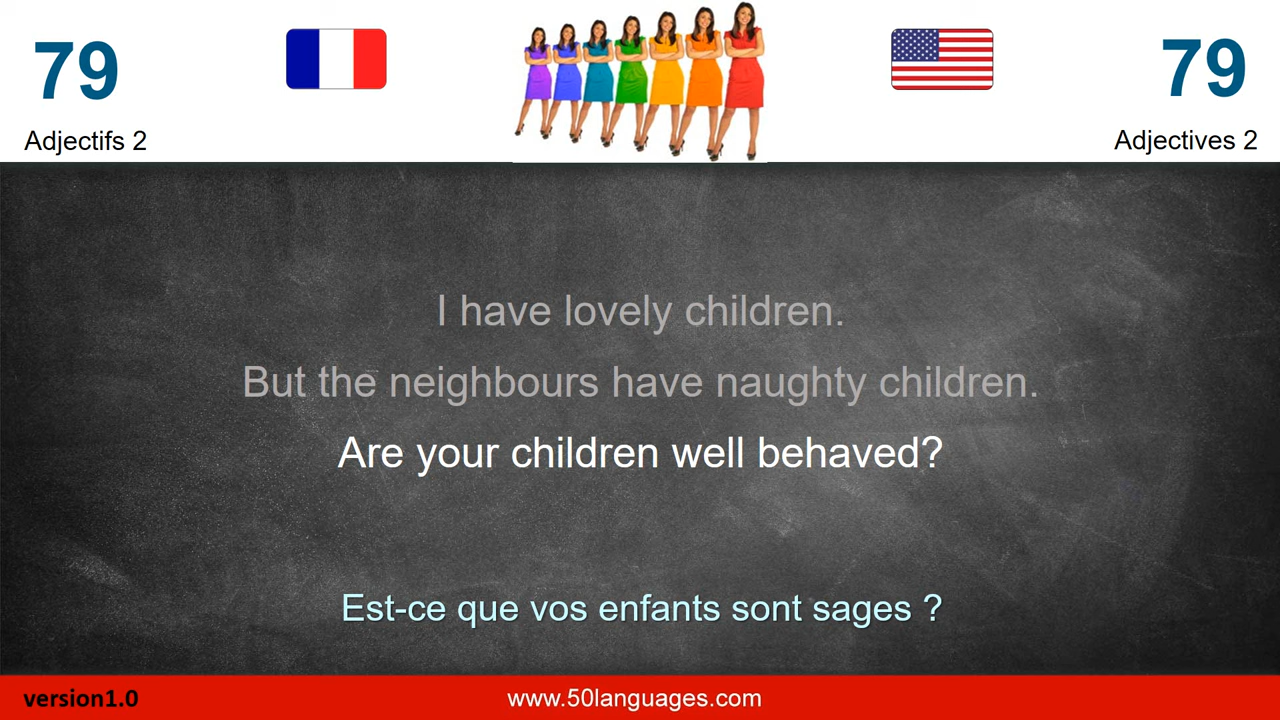 79
79
Adjectifs 2
Adjectives 2
I have lovely children.
But the neighbours have naughty children.
Are your children well behaved?
Est-ce que vos enfants sont sages ?
version1.0
www.50languages.com